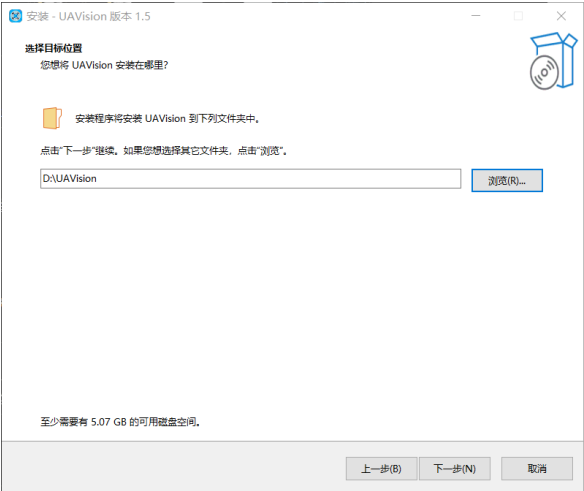 安装 - UAVision 版本 1.5
选择目标位置
您想将 UAVision 安装在哪里?
安装程序将安装 UAVision 到下列文件夹中。
点击"下一步"继续。如果您想选择其它文件夹，点击"浏览"。
D:\UAVision
浏览(R)...
至少需要有 5.07 GB 的可用磁盘空间。
上一步(B)
下一步(N)
取消